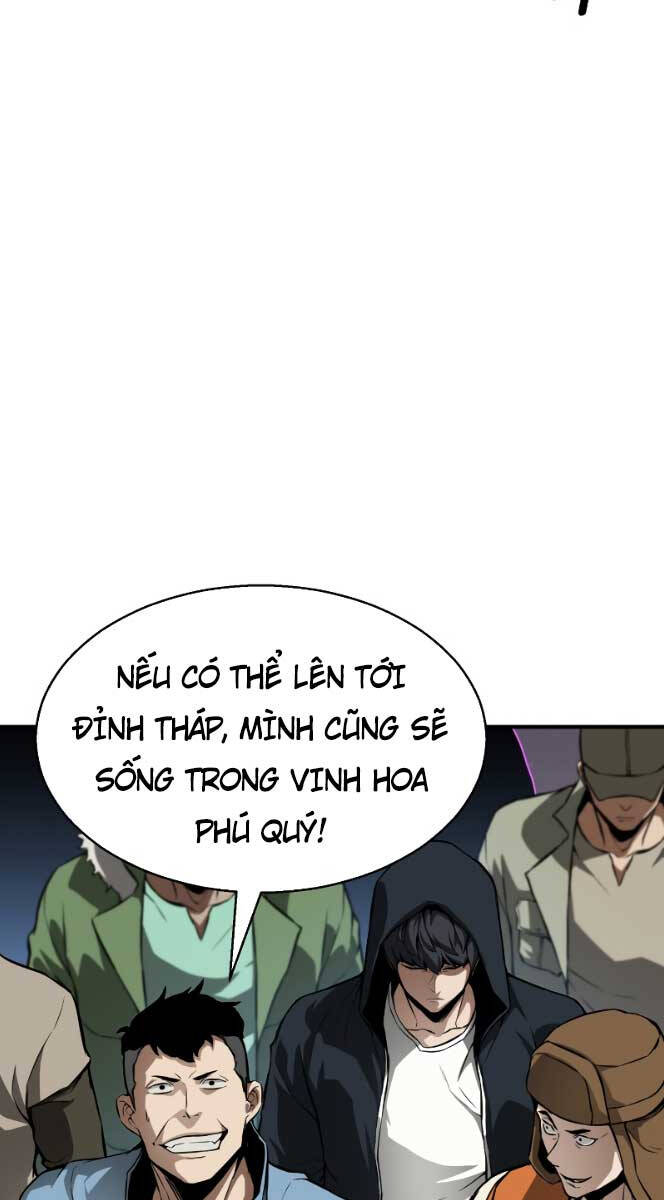 NẾU CÓ THỂ LÊN TỚI
ĐỈNH THÁP, MÌNH CŨNG SẼ
SỐNG TRONG VINH HOA
PHÚ QUÝ!